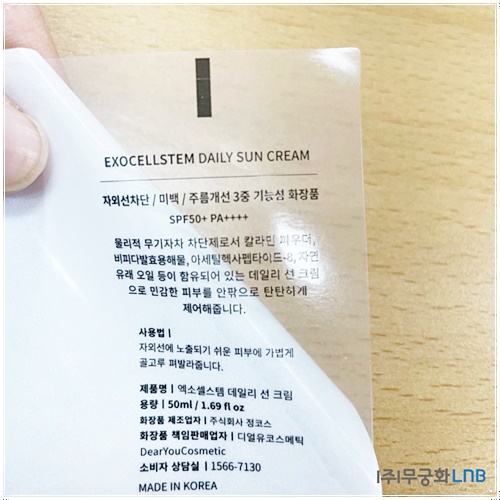 EXOCELLSTEM DAILY SUN CREAM
자외선차단 / 미백 / 주름개선 3중 기능성 화장품
SPF50+ PA++++
물리적 무기자차 차단제로서 칼라민 파우더,
비피다발효용해물, 아세틸헥사펩타이드-8, 자연
유래 오일 등이 함유되어 있는 데일리 선 크림
으로 민감한 피부를 안팎으로 탄탄하게
제어해줍니다.
사용법 |
자외선에 노출되기 쉬운 피부에 가볍게
골고루 펴발라줍니다.
제품명 | 엑소셀스템 데일리 선 크림
용량 | 50ml / 1.69 fl oz
화장품 제조업자 | 주식회사 정코스
화장품 책임판매업자 | 디얼유코스메틱
DearYouCosmetic
소비자 상담실 | 1566-7130
MADE IN KOREA
(주)무궁화LNB